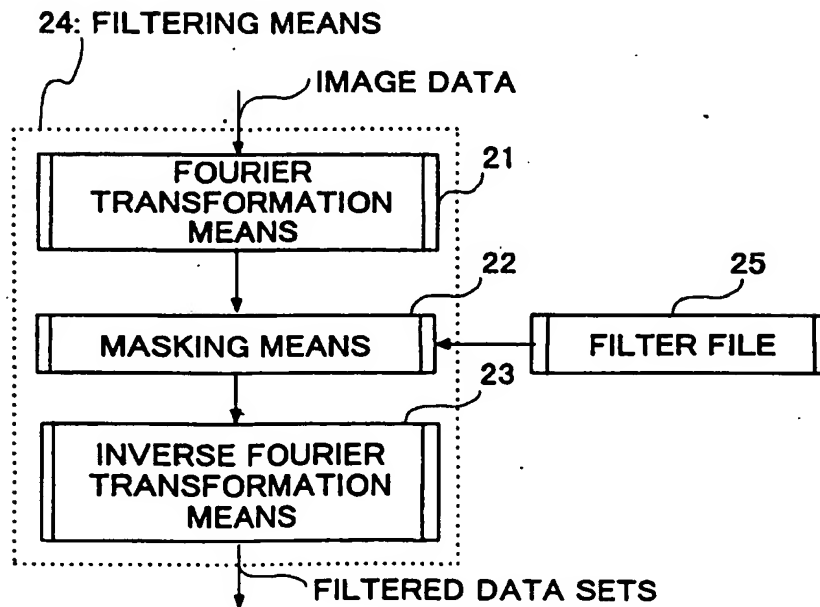 24: FILTERING MEANS
IMAGE DATA
FOURIER
TRANSFORMATION
MEANS
21
22
MASKING MEANS
25
FILTER FILE
23
INVERSE FOURIER
TRANSFORMATION
MEANS
FILTERED DATA SETS